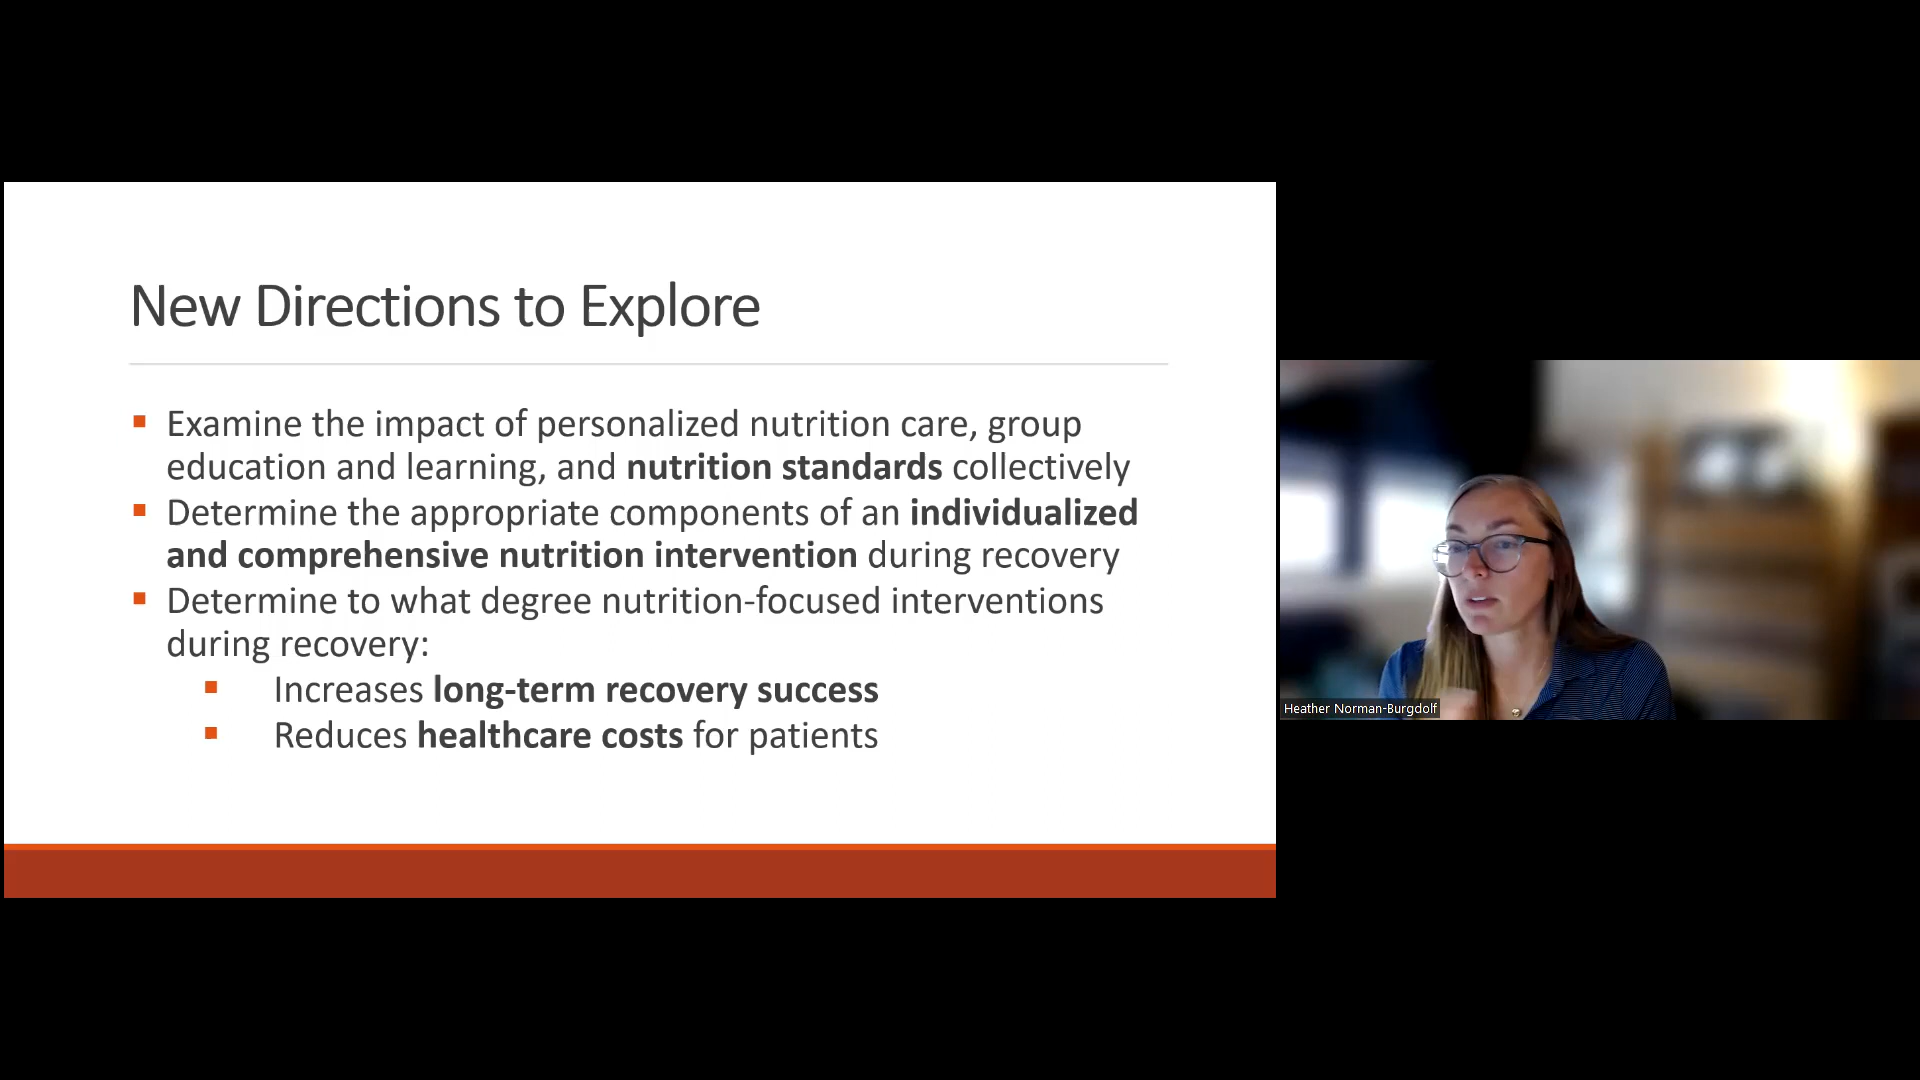 New Directions to Explore
Examine the impact of personalized nutrition care, group
education and learning, and nutrition standards collectively
Determine the appropriate components of an individualized
and comprehensive nutrition intervention during recovery
Determine to what degree nutrition-focused interventions
during recovery:
Increases long-term recovery success
Reduces healthcare costs for patients
Heather Norman-Burgdolf